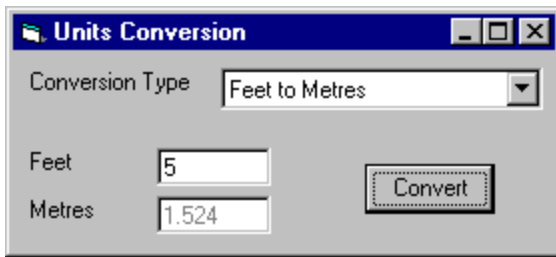 Units Conversion
Conversion Type Feet to Metres
Feet 5
Convert
Metres 1.524